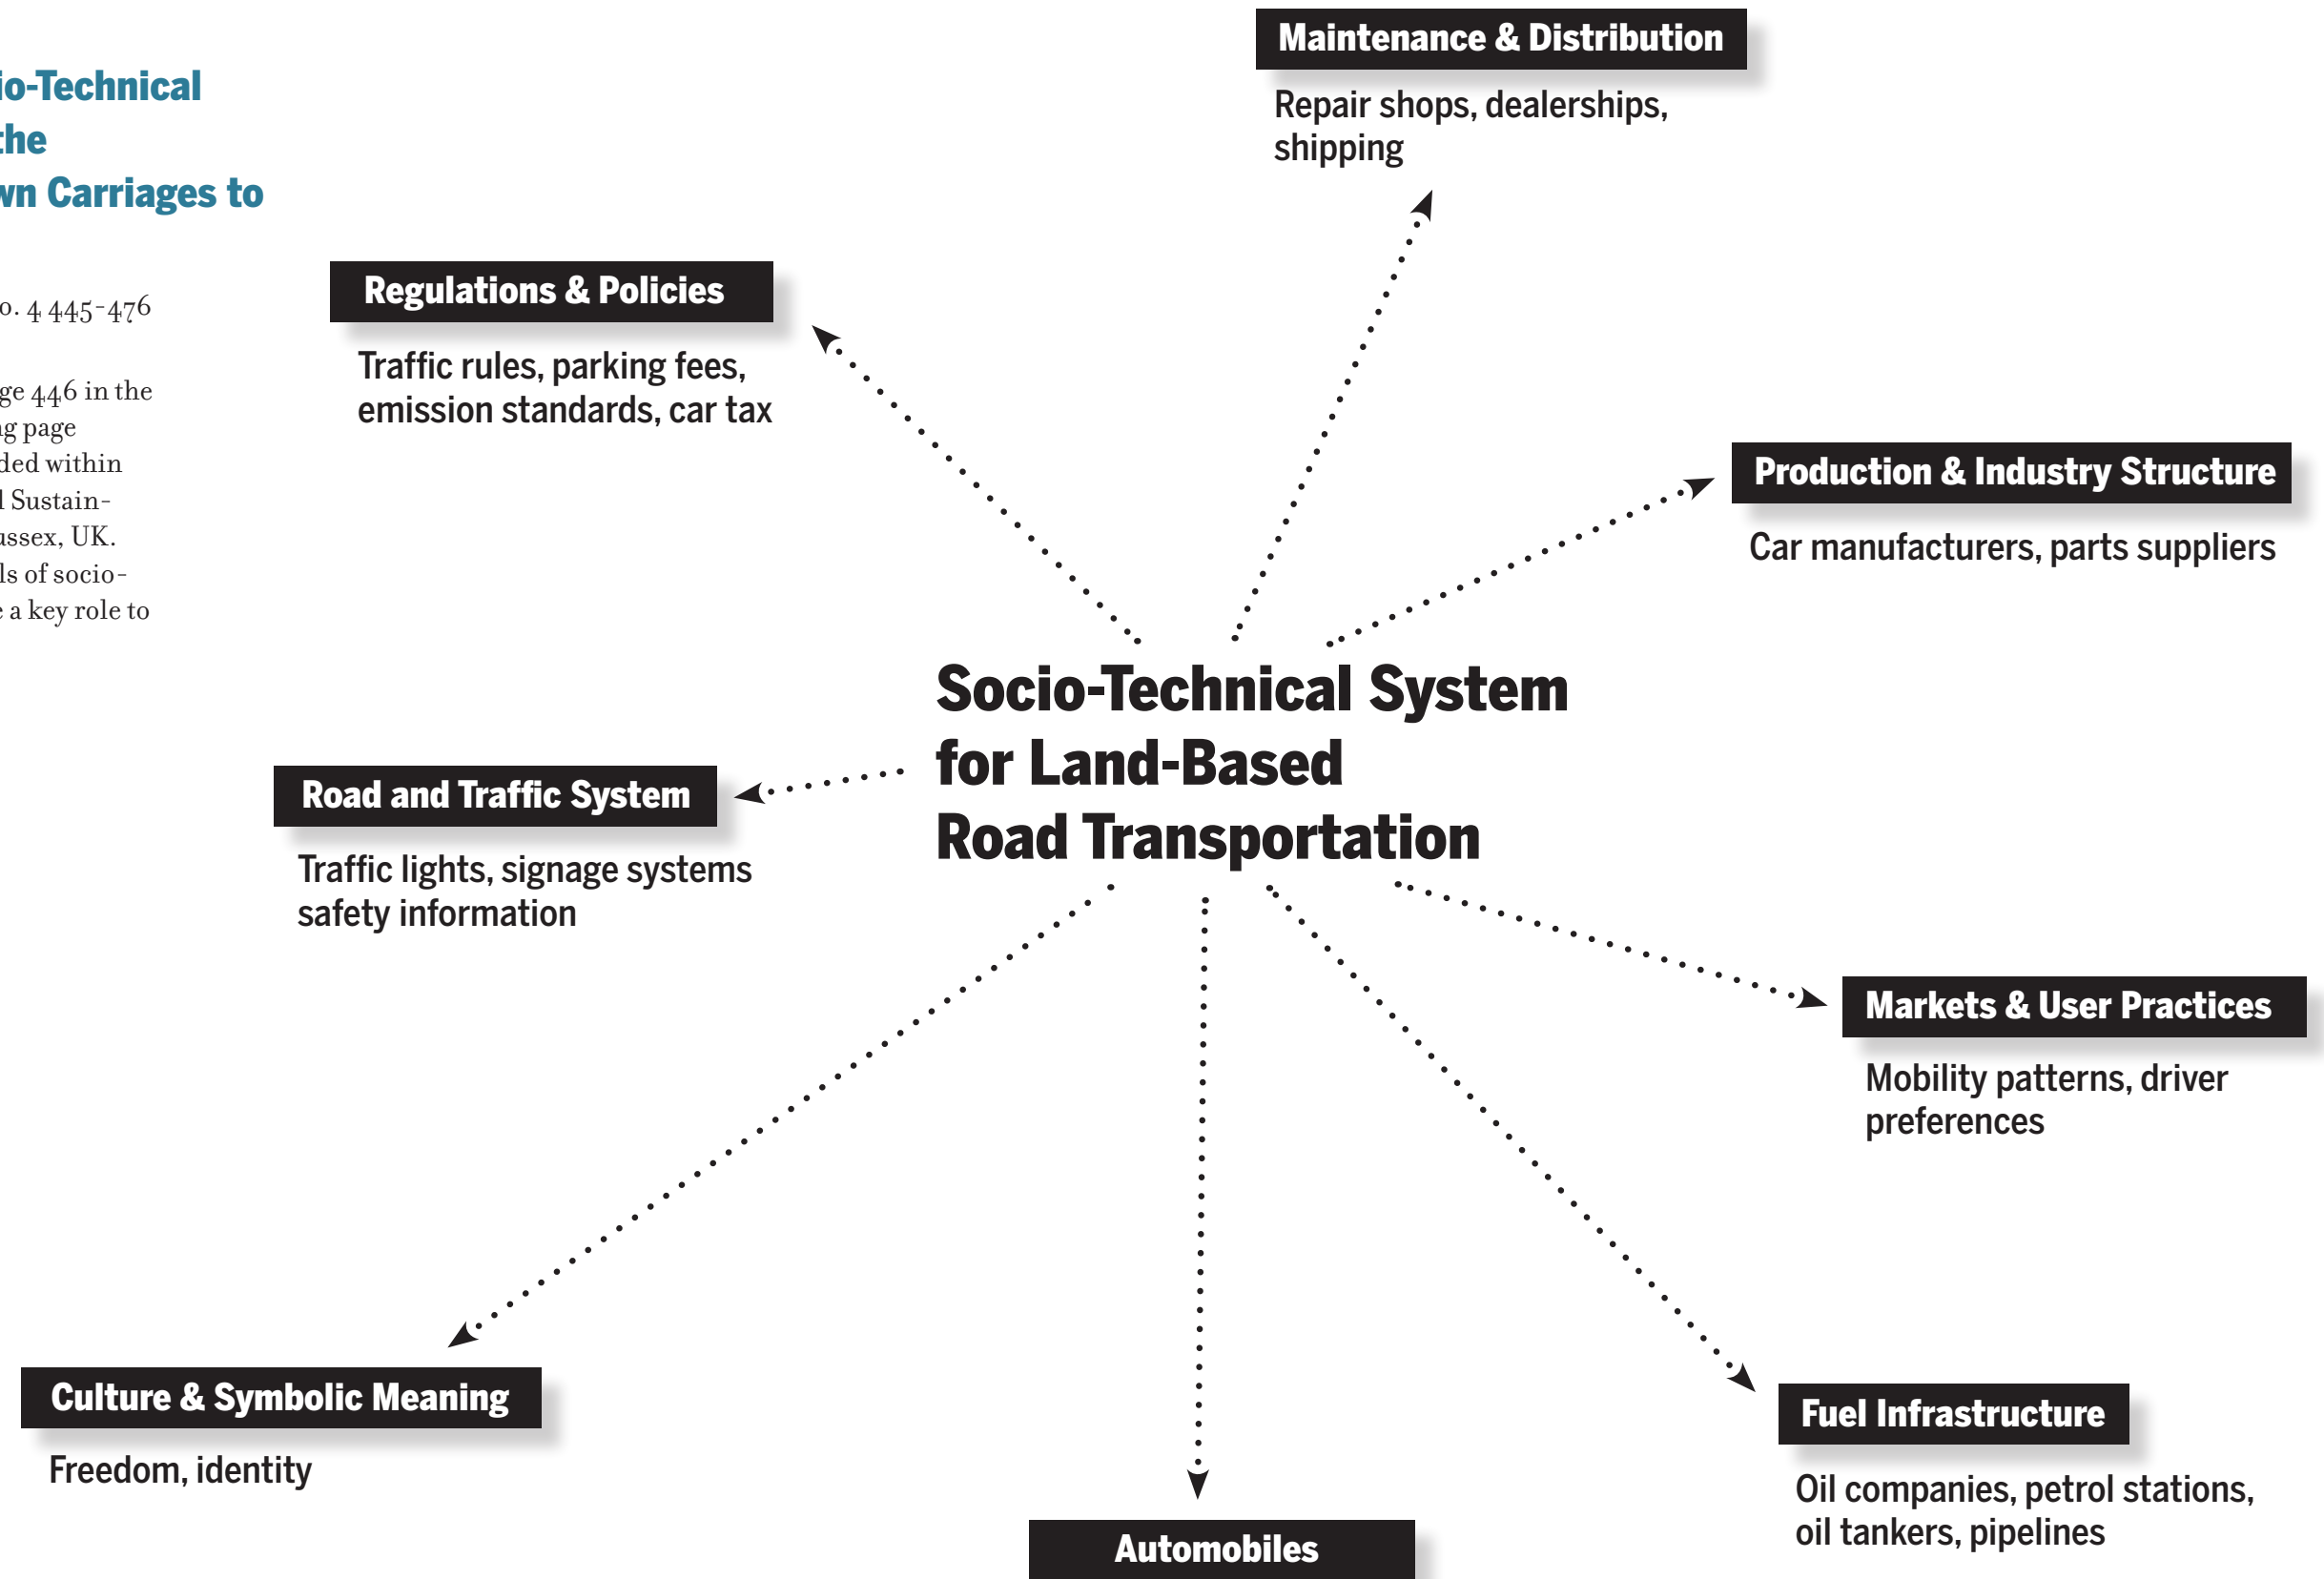 io-Technical
the
wn Carriages to
o. 4 445-476
ge 446 in the
ng page
ded within
l Sustain-
ussex, UK.
ls of socio-
e a key role to
Maintenance & Distribution
Repair shops, dealerships,
shipping
Regulations & Policies
Traffic rules, parking fees,
emission standards, car tax
Production & Industry Structure
Car manufacturers, parts suppliers
Socio-Technical System
for Land-Based
Road Transportation
Road and Traffic System
Traffic lights, signage systems
safety information
Markets & User Practices
Mobility patterns, driver
preferences
Culture & Symbolic Meaning
Freedom, identity
Fuel Infrastructure
Oil companies, petrol stations,
oil tankers, pipelines
Automobiles